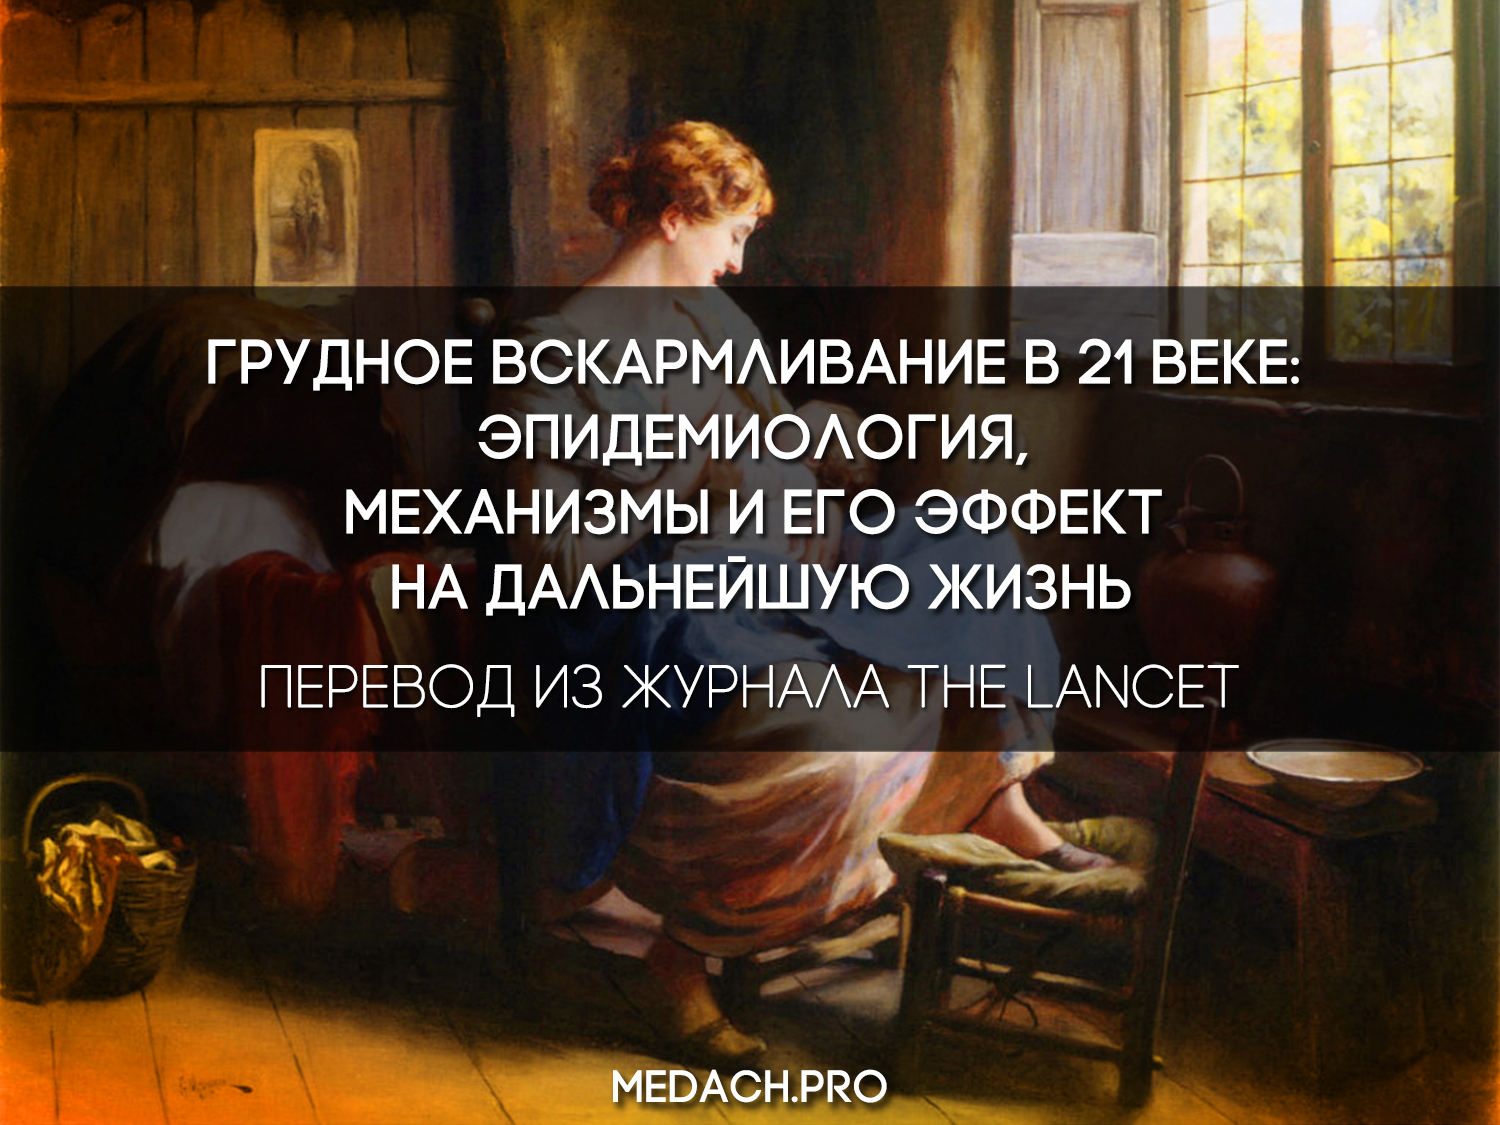 ГРУДНОЕ ВСКАРМЛИВАНИЕ В 21 ВЕКЕ:
ЭПИДЕМИОЛОГИЯ,
МЕХАНИЗМЫ И ЕГО ЭФФЕКТ
НА ДАЛЬНЕЙШУЮ ЖИЗНЬ
ПЕРЕВОД ИЗ ЖУРНАЛА THE LANCET
MEDACH.PRO